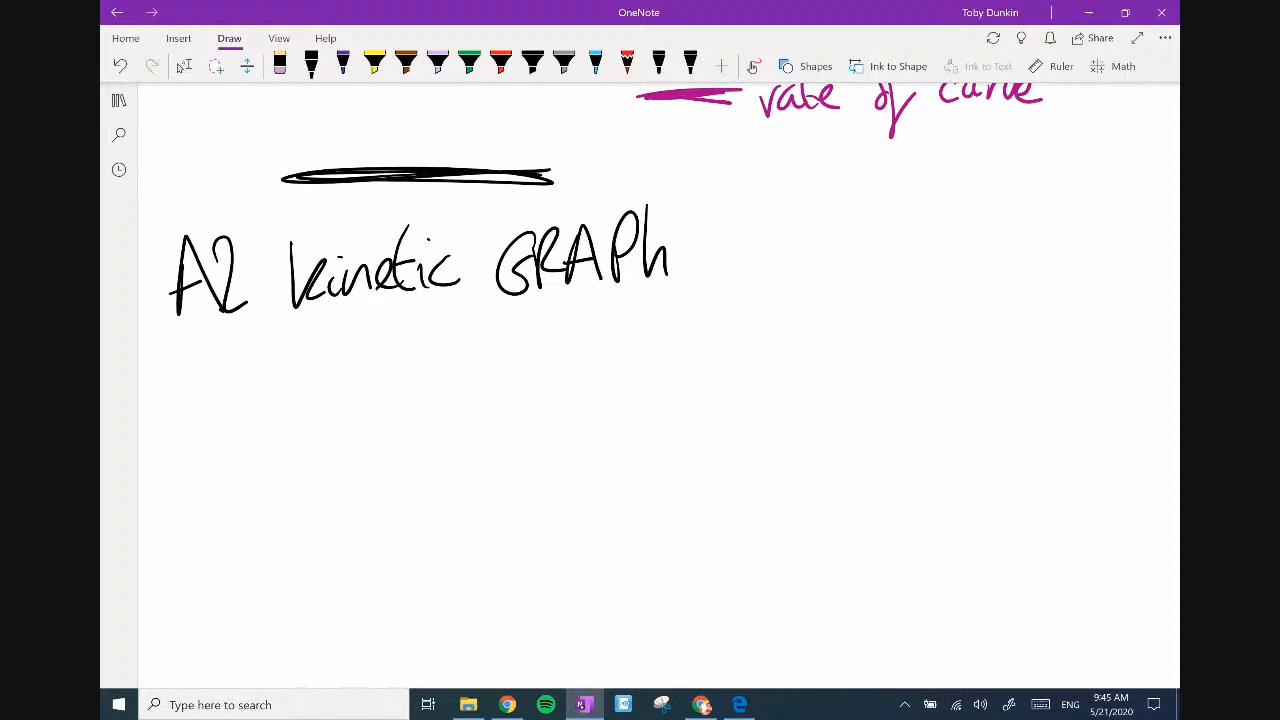 OneNote
Toby Dunkin
Home Insert Draw View Help
Share
Shapes Ink to Shape Ink to Text Ruler Math
rate of curve
A2 kinetic GRAPh
Type here to search
ENG
9:45 AM
5/21/2020